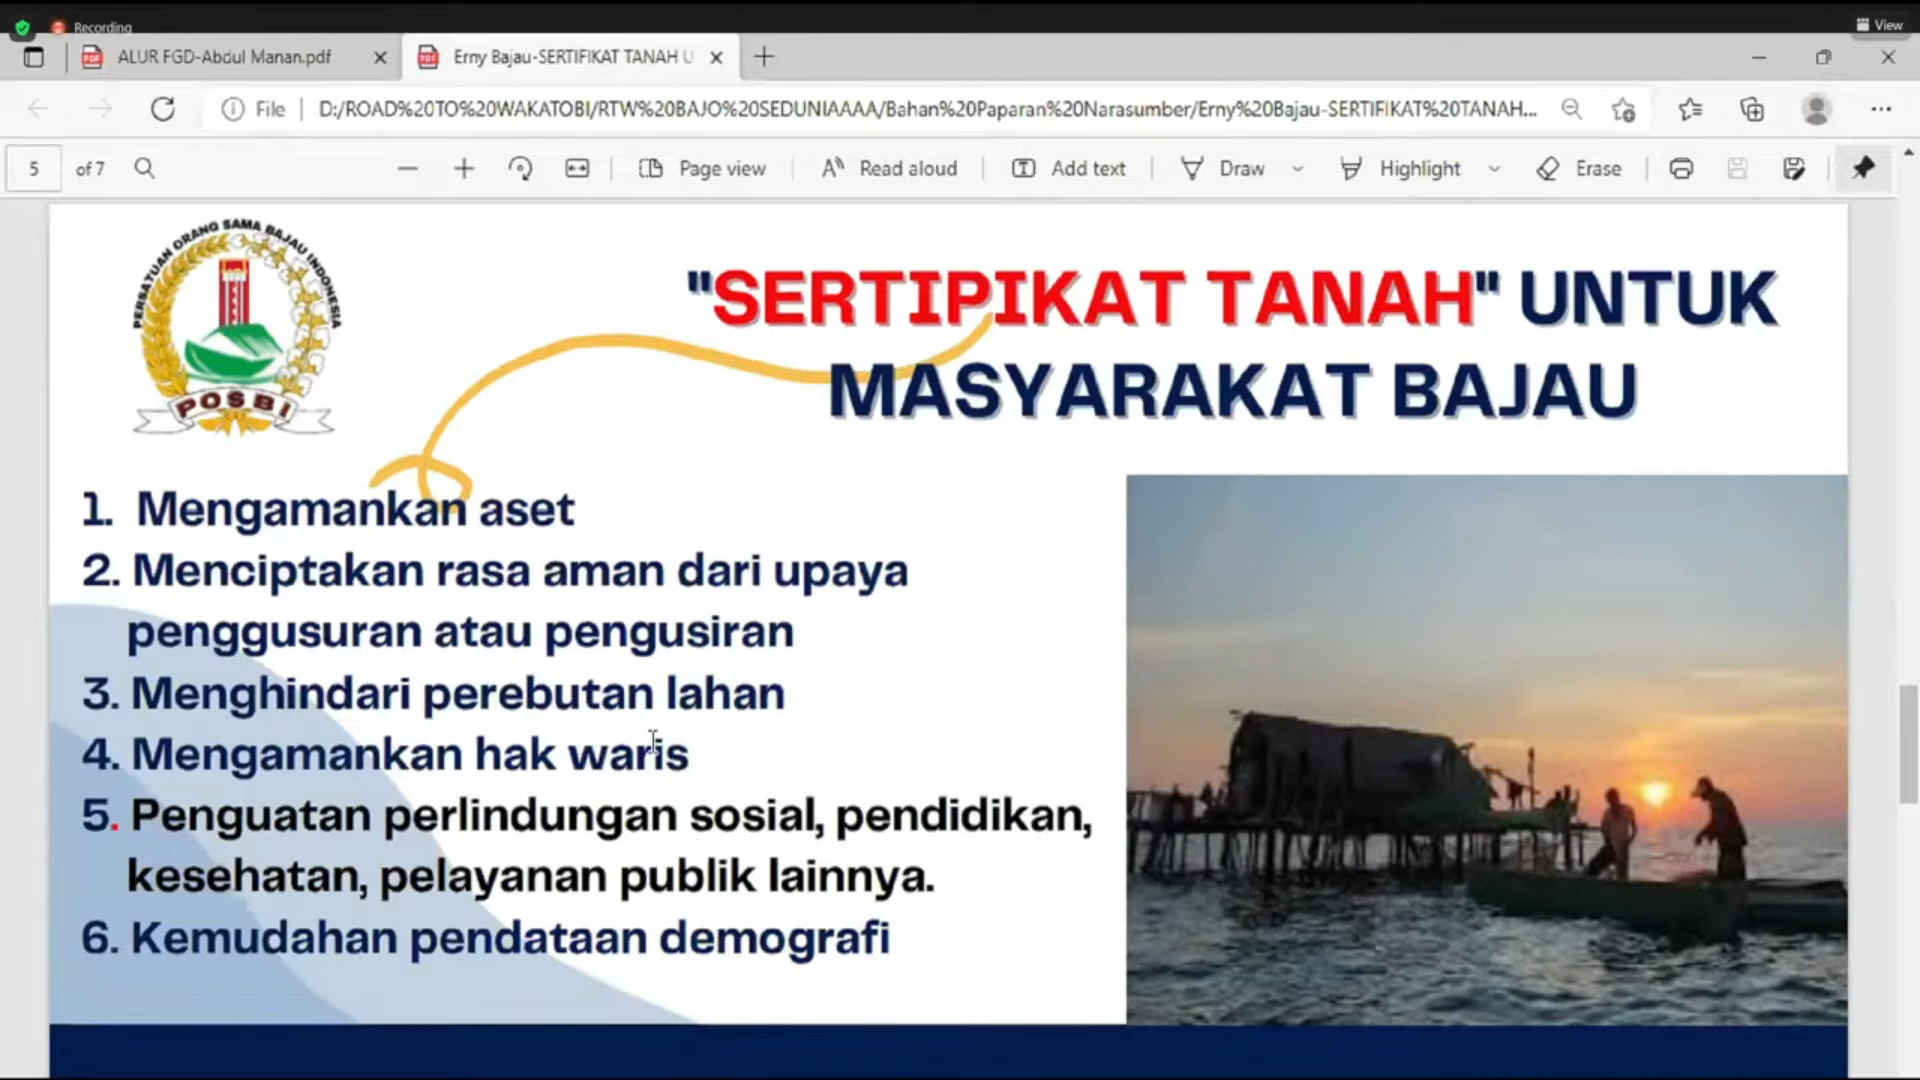 Recording
View
ALUR FGD-Abdul Manan.pdf
Erny Bajau-SERTIFIKAT TANAH U
File
D:/ROAD%20TO%20WAKATOBI/RTW%20BAJO%20SEDUNIAAAA/Bahan%20Paparan%20Narasumber/Erny%20Bajau-SERTIFIKAT%20TANAH...
5 of 7
Page view
Read aloud
Add text
Draw
Highlight
Erase
PERSATUAN ORANG SAMA BAJAU INDONESIA
POSBI
"SERTIPIKAT TANAH" UNTUK
MASYARAKAT BAJAU
1. Mengamankan aset
2. Menciptakan rasa aman dari upaya
penggusuran atau pengusiran
3. Menghindari perebutan lahan
4. Mengamankan hak waris
5. Penguatan perlindungan sosial, pendidikan,
kesehatan, pelayanan publik lainnya.
6. Kemudahan pendataan demografi